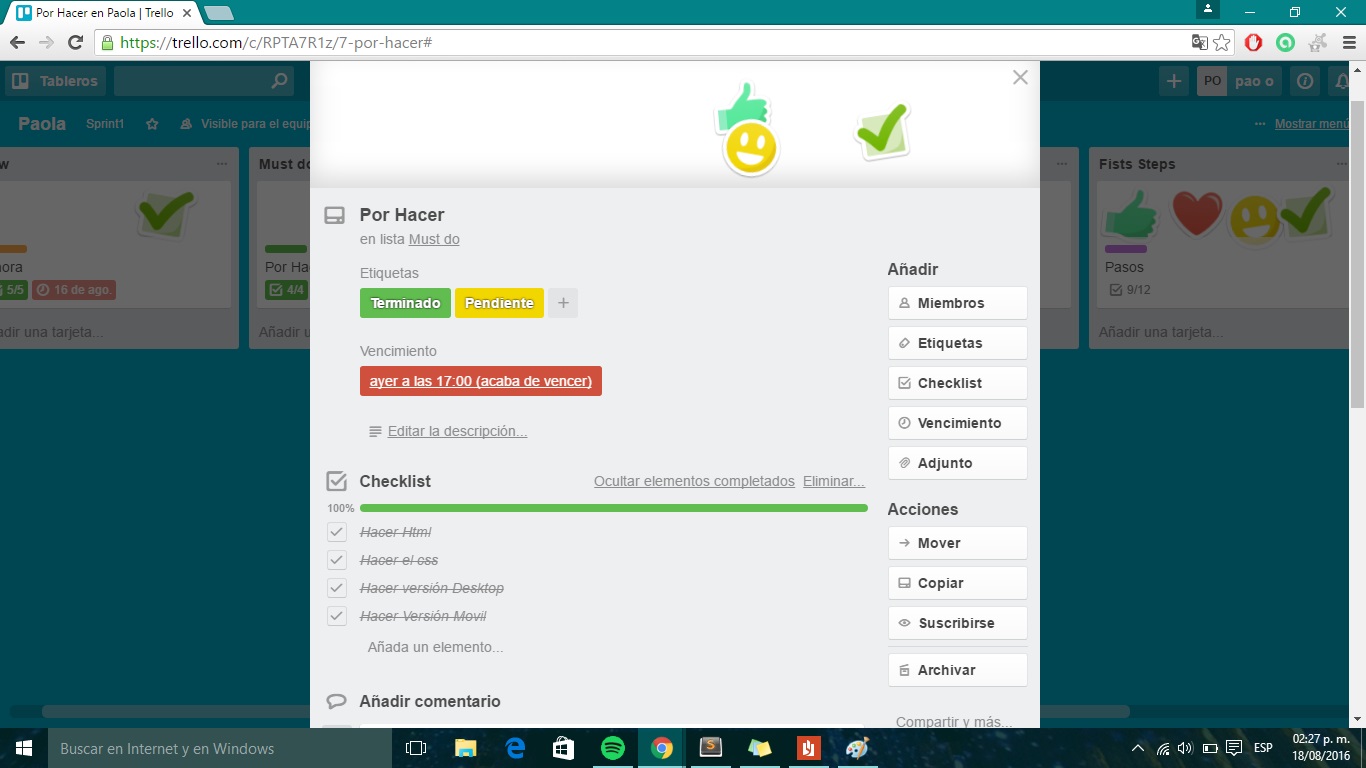 Por Hacer en Paola | Trello
https://trello.com/c/RPTA7R1z/7-por-hacer#
Tableros
PO pao o
Paola Sprint1 Visible para el equip
Mostrar menú
w
Must do
Fists Steps
Por Hacer
en lista Must do
Etiquetas
Terminado Pendiente +
Vencimiento
ayer a las 17:00 (acaba de vencer)
Editar la descripción...
Checklist Ocultar elementos completados Eliminar...
100%
Hacer Html
Hacer el css
Hacer versión Desktop
Hacer Versión Movil
Añada un elemento...
Añadir comentario
Añadir
Miembros
Etiquetas
Checklist
Vencimiento
Adjunto
Acciones
Mover
Copiar
Suscribirse
Archivar
Compartir y más...
hora
5/5 16 de ago.
adir una tarjeta...
Por Ha
4/4
Añadir u
Pasos
9/12
Añadir una tarjeta...
Buscar en Internet y en Windows
ESP
02:27 p. m.
18/08/2016